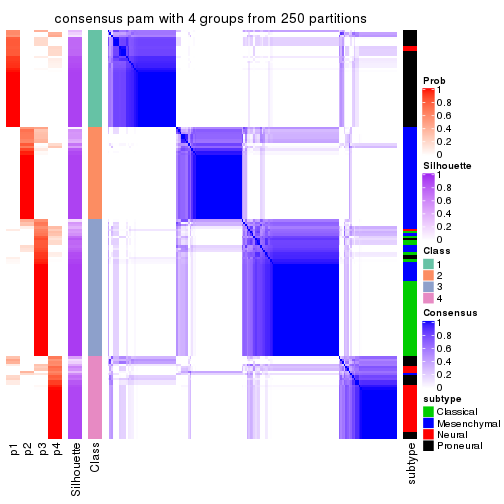 consensus pam with 4 groups from 250 partitions
Prob
1
0.8
0.6
0.4
0.2
0
Silhouette
1
0.8
0.6
0.4
0.2
0
Class
1
2
3
4
Consensus
1
0.8
0.6
0.4
0.2
0
subtype
Classical
Mesenchymal
Neural
Proneural
p1
p2
p3
p4
Silhouette
Class
subtype